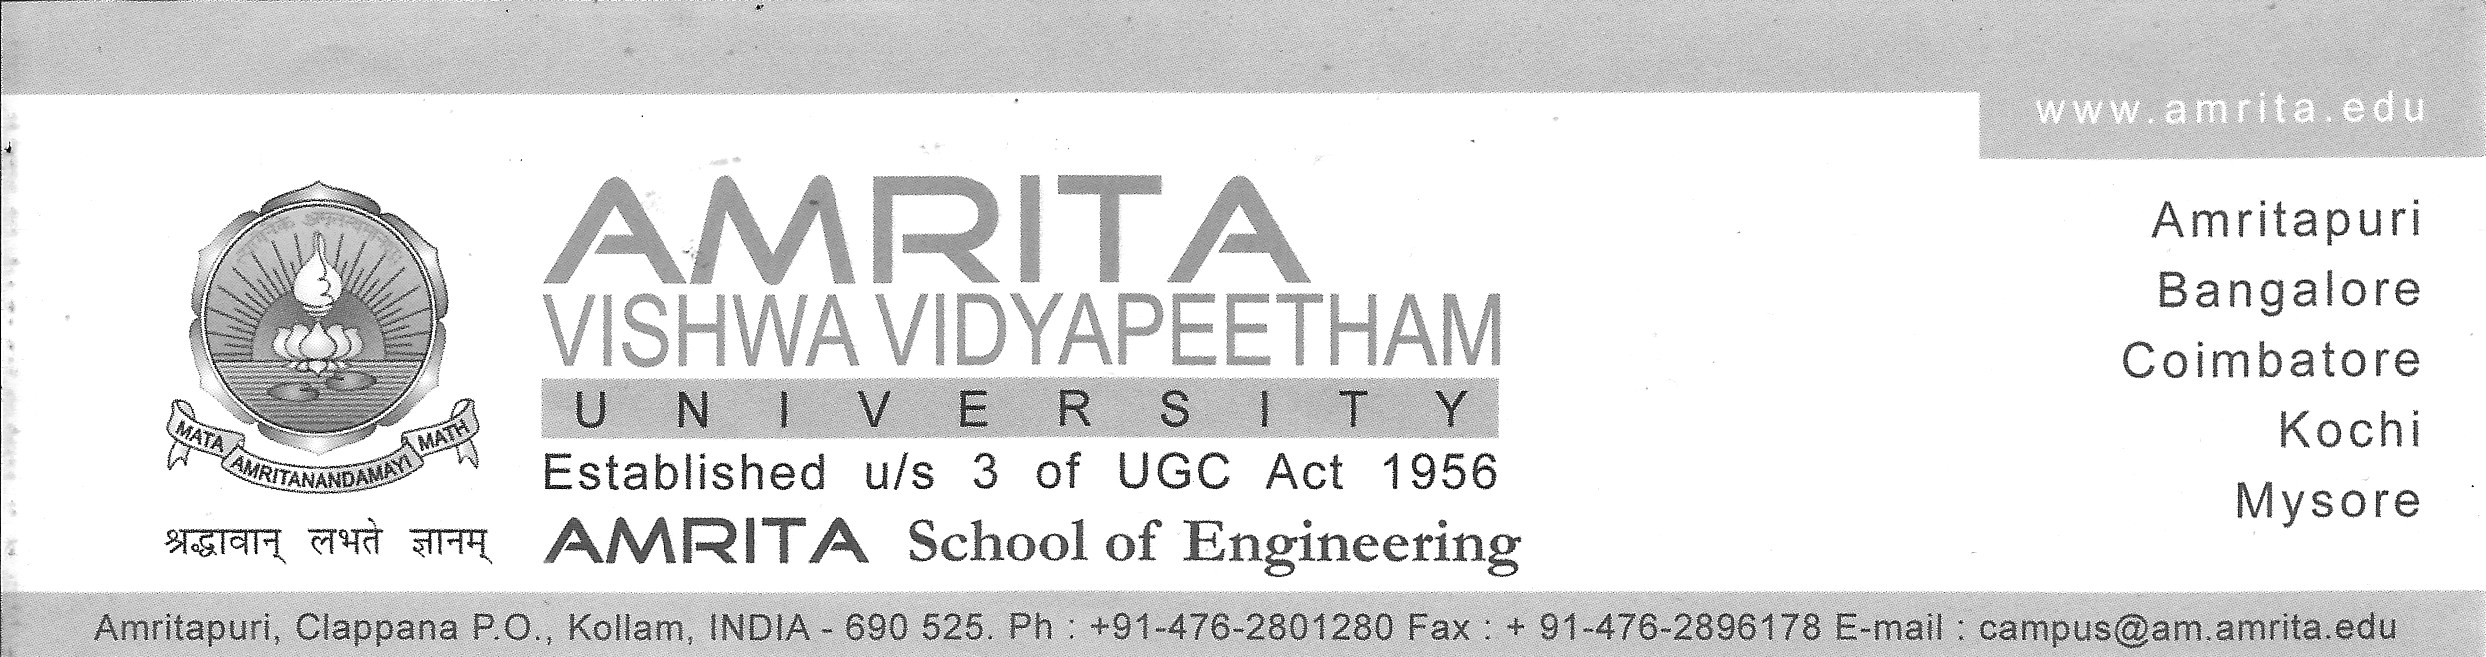 www.amrita.edu
AMRITA
VISHWA VIDYAPEETHAM
UNIVERSITY
Established u/s 3 of UGC Act 1956
AMRITA School of Engineering
MATA AMRITANANDAMAYI MATH
श्रद्धावान् लभते ज्ञानम्
Amritapuri
Bangalore
Coimbatore
Kochi
Mysore
Amritapuri, Clappana P.O., Kollam, INDIA - 690 525. Ph : +91-476-2801280 Fax : + 91-476-2896178 E-mail : campus@am.amrita.edu